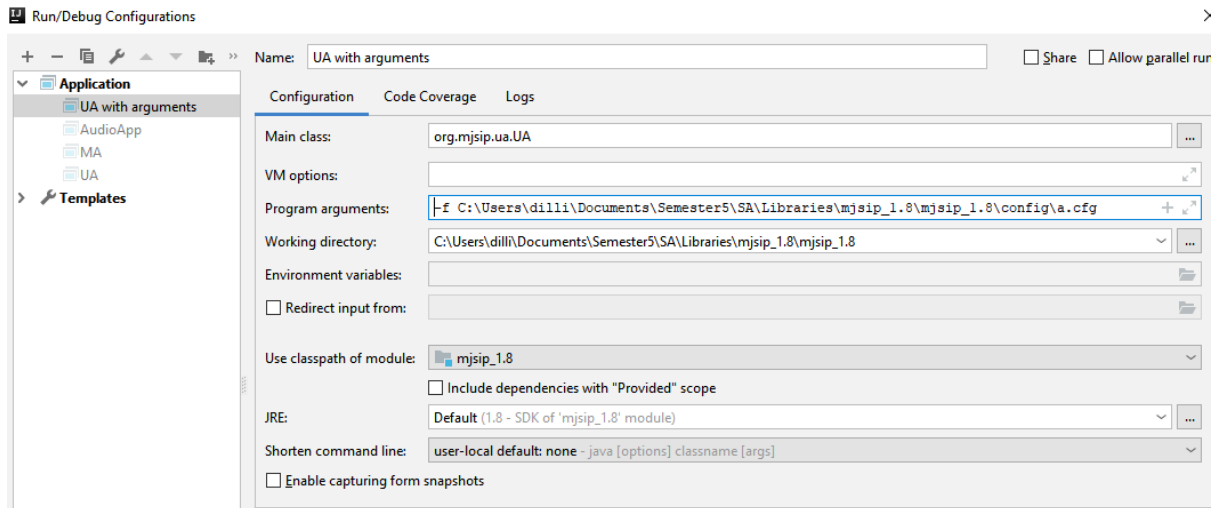 Run/Debug Configurations
Name: UA with arguments
Share
Allow parallel run
Application
UA with arguments
AudioApp
MA
UA
Templates
Configuration Code Coverage Logs
Main class: org.mjsip.ua.UA
VM options:
Program arguments: -f C:\Users\dilli\Documents\Semester5\SA\Libraries\mjsip_1.8\mjsip_1.8\config\a.cfg
Working directory: C:\Users\dilli\Documents\Semester5\SA\Libraries\mjsip_1.8\mjsip_1.8
Environment variables:
Redirect input from:
Use classpath of module: mjsip_1.8
Include dependencies with "Provided" scope
JRE: Default (1.8 - SDK of 'mjsip_1.8' module)
Shorten command line: user-local default: none - java [options] classname [args]
Enable capturing form snapshots